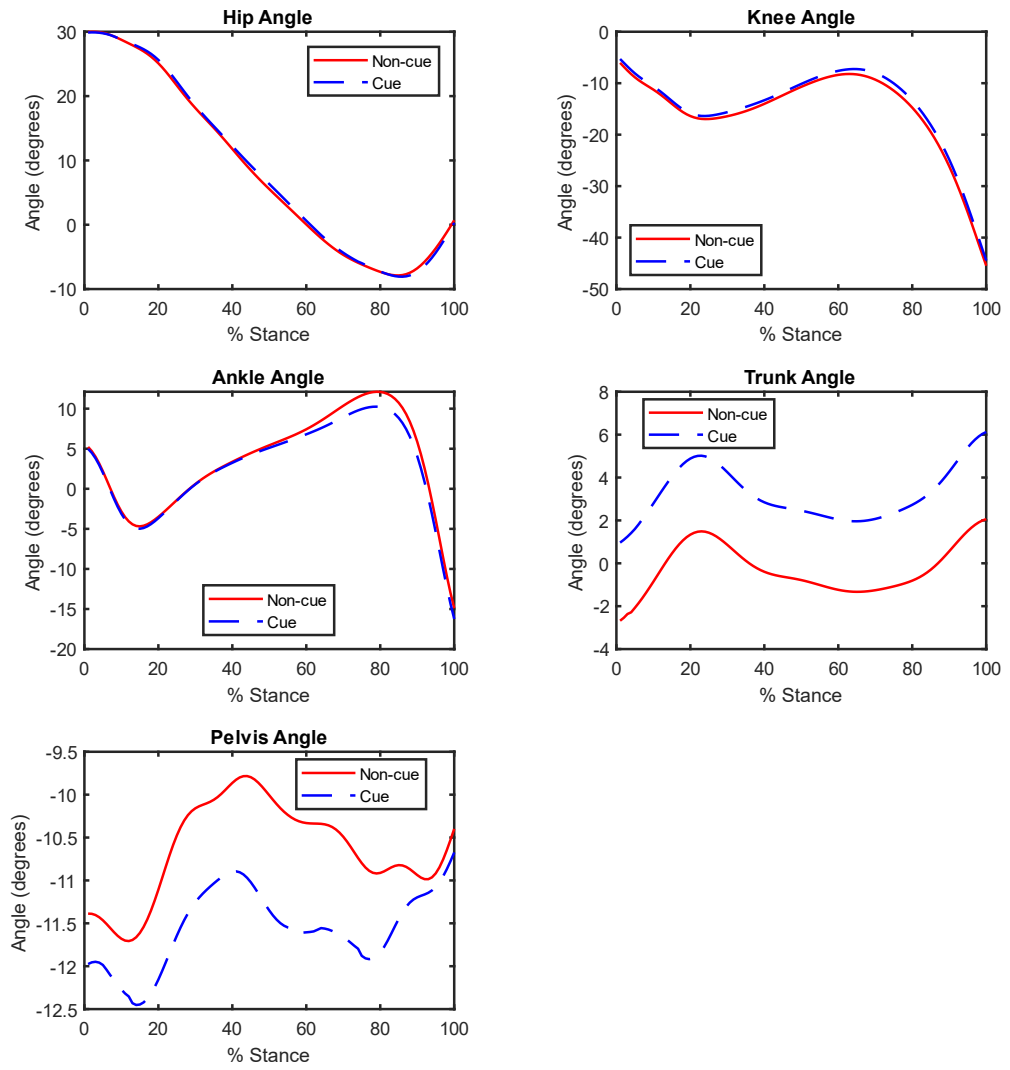 Hip Angle
30
20
10
0
-10
Angle (degrees)
Non-cue
Cue
0 20 40 60 80 100
% Stance
Knee Angle
0
-10
-20
-30
-40
-50
Angle (degrees)
Non-cue
Cue
0 20 40 60 80 100
% Stance
Ankle Angle
10
5
0
-5
-10
-15
-20
Angle (degrees)
Non-cue
Cue
0 20 40 60 80 100
% Stance
Trunk Angle
8
6
4
2
0
-2
-4
Angle (degrees)
Non-cue
Cue
0 20 40 60 80 100
% Stance
Pelvis Angle
-9.5
-10
-10.5
-11
-11.5
-12
-12.5
Angle (degrees)
Non-cue
Cue
0 20 40 60 80 100
% Stance